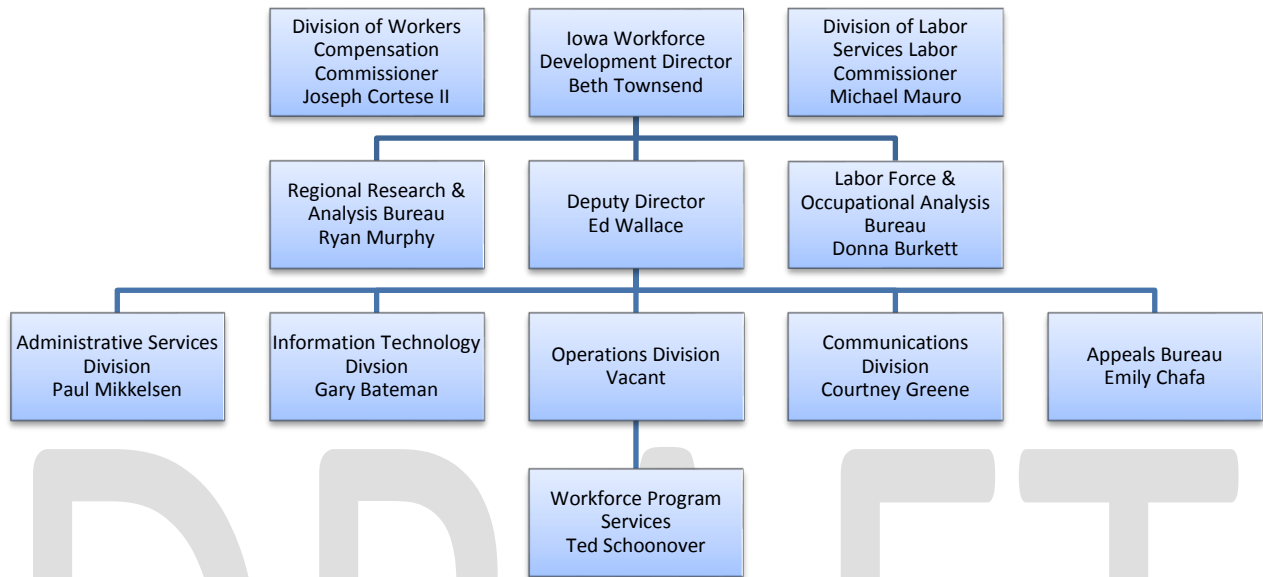 Division of Workers
Compensation
Commissioner
Joseph Cortese II
Iowa Workforce
Development Director
Beth Townsend
Division of Labor
Services Labor
Commissioner
Michael Mauro
Regional Research &
Analysis Bureau
Ryan Murphy
Deputy Director
Ed Wallace
Labor Force &
Occupational Analysis
Bureau
Donna Burkett
Administrative Services
Division
Paul Mikkelsen
Information Technology
Divsion
Gary Bateman
Operations Division
Vacant
Communications
Division
Courtney Greene
Appeals Bureau
Emily Chafa
Workforce Program
Services
Ted Schoonover
DRAFT